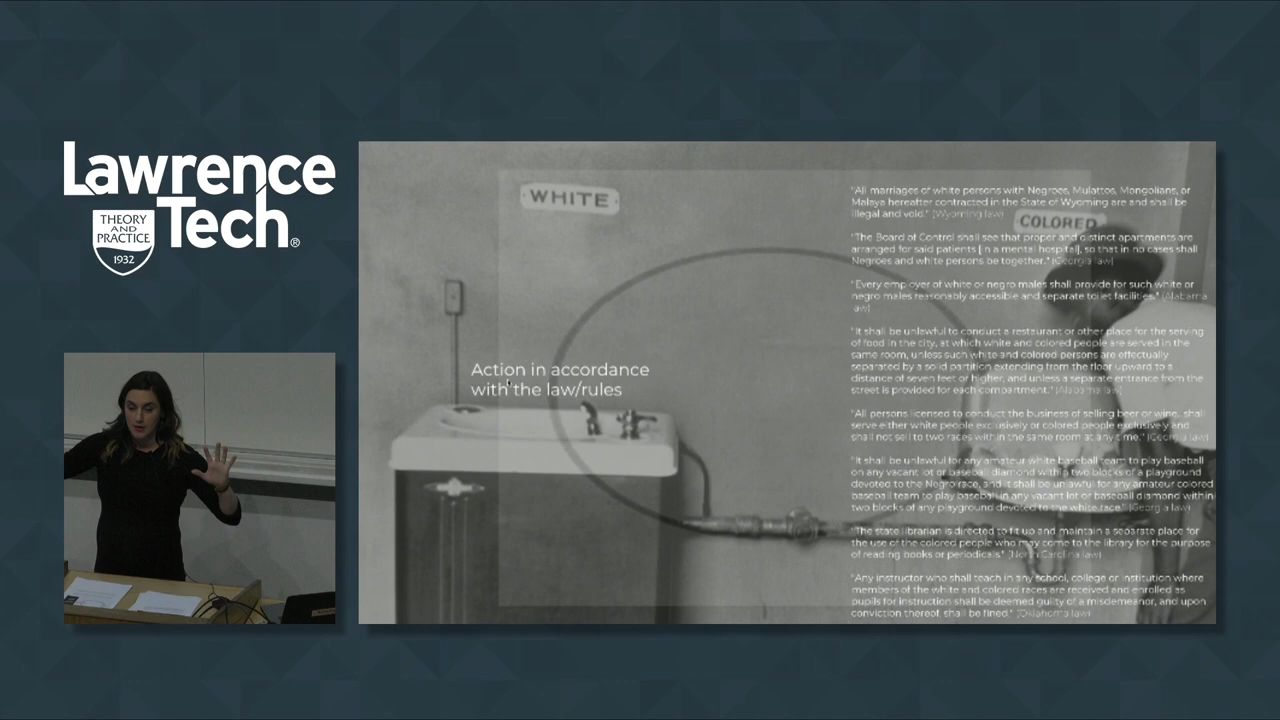 Lawrence
Tech®
THEORY
AND
PRACTICE
1932
WHITE
COLORED
Action in accordance
with the law/rules
"All marriages of white persons with Negroes, Mulattos, Mongolians, or
Malaya hereafter contracted in the State of Wyoming are and shall be
illegal and void." (Wyoming law)
"The Board of Control shall see that proper and distinct apartments are
arranged for said patients [in a mental hospital], so that in no cases shall
Negroes and white persons be together." (Georgia law)
"Every employer of white or negro males shall provide for such white or
negro males reasonably accessible and separate toilet facilities." (Alabama
law)
"It shall be unlawful to conduct a restaurant or other place for the serving
of food in the city, at which white and colored people are served in the
same room, unless such white and colored persons are effectually
separated by a solid partition extending from the floor upward to a
distance of seven feet or higher, and unless a separate entrance from the
street is provided for each compartment." (Alabama law)
"All persons licensed to conduct the business of selling beer or wine, shall
serve either white people exclusively or colored people exclusively and
shall not sell to two races within the same room at any time." (Georgia law)
"It shall be unlawful for any amateur white baseball team to play baseball
on any vacant lot or baseball diamond within two blocks of a playground
devoted to the Negro race, and it shall be unlawful for any amateur colored
baseball team to play baseball in any vacant lot or baseball diamond within
two blocks of any playground devoted to the white race." (Georgia law)
"The state librarian is directed to fit up and maintain a separate place for
the use of the colored people who may come to the library for the purpose
of reading books or periodicals" (North Carolina law)
"Any instructor who shall teach in any school, college or institution where
members of the white and colored races are received and enrolled as
pupils for instruction shall be deemed guilty of a misdemeanor, and upon
conviction thereof, shall be fined." (Oklahoma law)